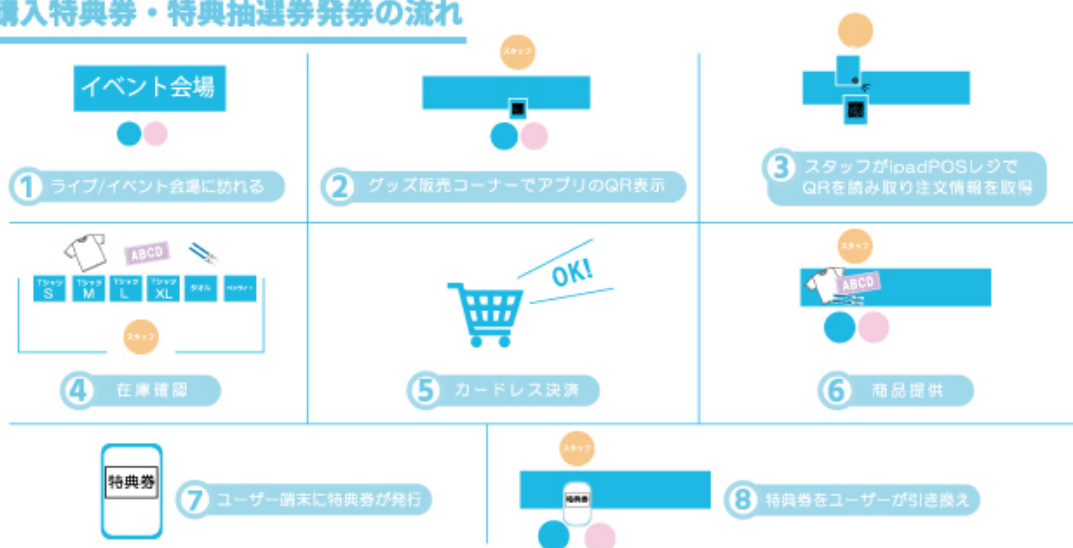 購入特典券・特典抽選券発券の流れ
イベント会場
① ライブ/イベント会場に訪れる
スタッフ
② グッズ販売コーナーでアプリのQR表示
③ スタッフがipadPOSレジで
QRを読み取り注文情報を取得
ABCD
Tシャツ S
Tシャツ M
Tシャツ L
Tシャツ XL
タオル
ペンライト
スタッフ
④ 在庫確認
OK!
⑤ カードレス決済
スタッフ
ABCD
⑥ 商品提供
特典券
⑦ ユーザー端末に特典券が発行
スタッフ
特典券
⑧ 特典券をユーザーが引き換え